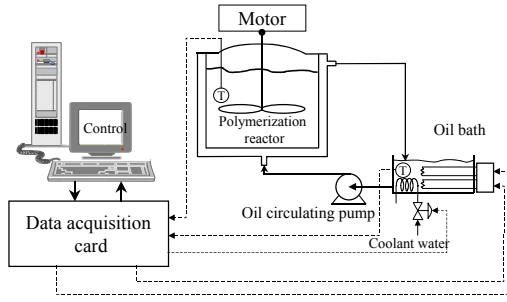 Motor
Control
T
Polymerization
reactor
Oil bath
T
Data acquisition
card
Oil circulating pump
Coolant water